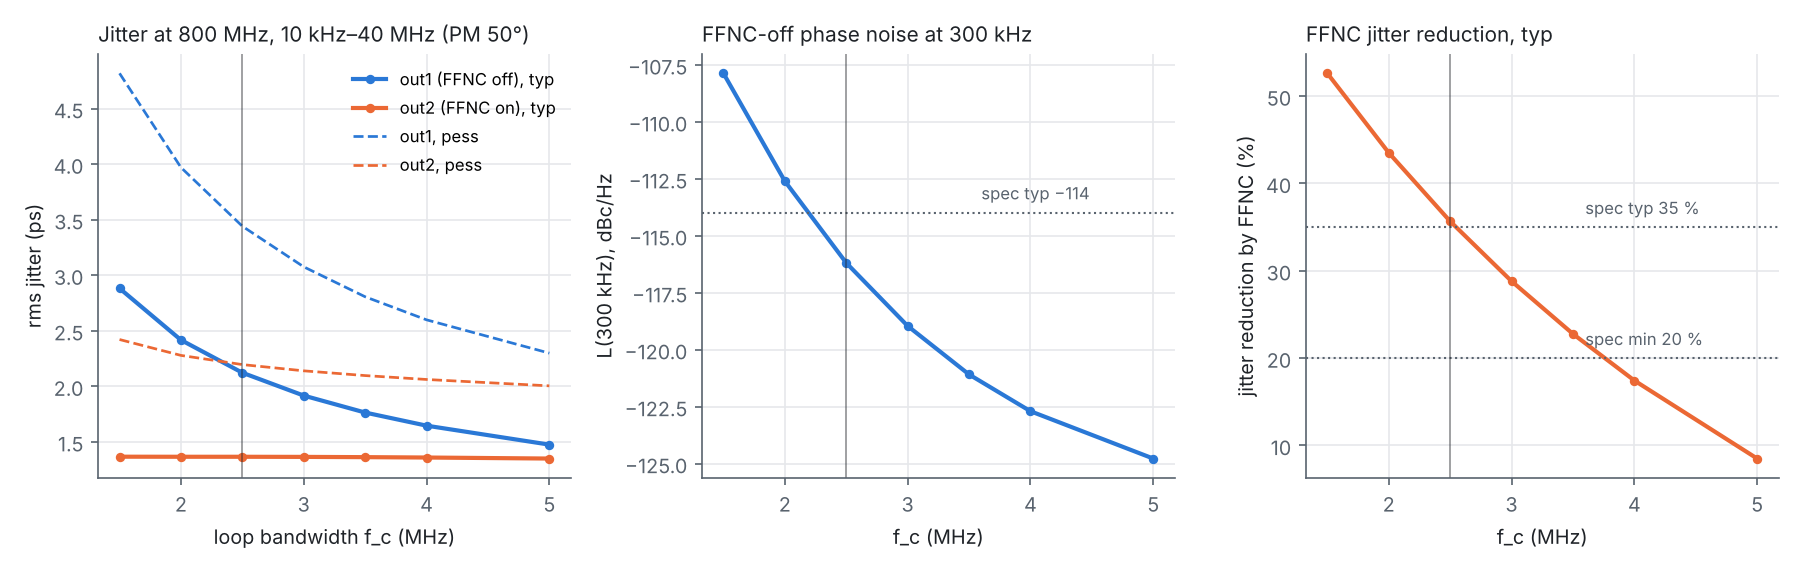 Jitter at 800 MHz, 10 kHz–40 MHz (PM 50°)
out1 (FFNC off), typ
out2 (FFNC on), typ
out1, pess
out2, pess
rms jitter (ps)
4.5
4.0
3.5
3.0
2.5
2.0
1.5
2 3 4 5
loop bandwidth f_c (MHz)
FFNC-off phase noise at 300 kHz
L(300 kHz), dBc/Hz
−107.5
−110.0
−112.5
−115.0
−117.5
−120.0
−122.5
−125.0
spec typ −114
2 3 4 5
f_c (MHz)
FFNC jitter reduction, typ
jitter reduction by FFNC (%)
50
40
30
20
10
spec typ 35 %
spec min 20 %
2 3 4 5
f_c (MHz)